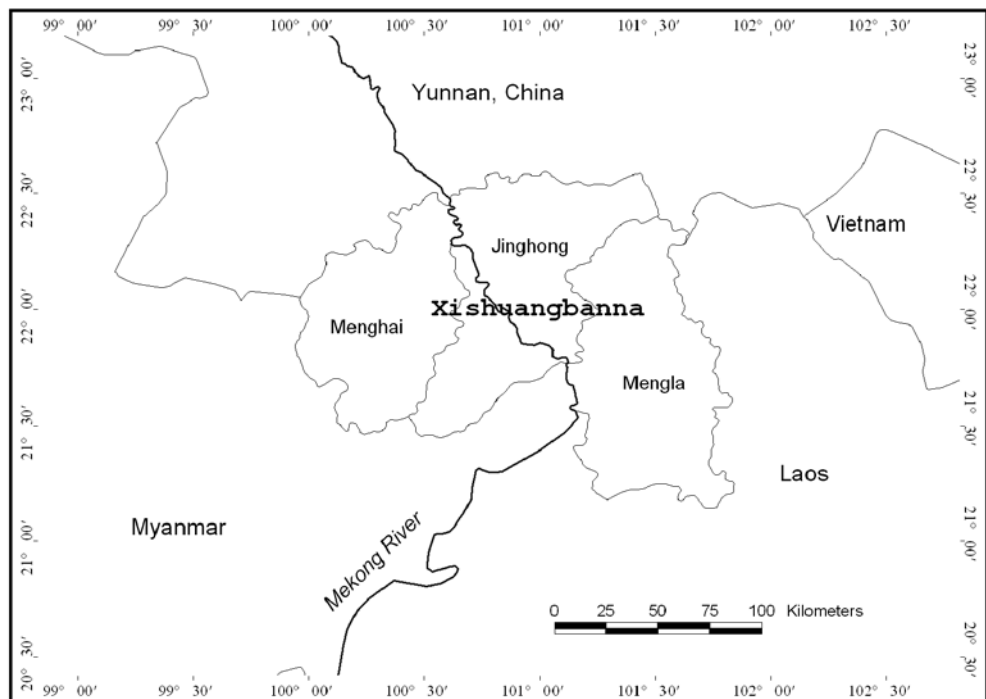 99° 00′ 99° 30′ 100° 00′ 100° 30′ 101° 00′ 101° 30′ 102° 00′ 102° 30′
23° 00′
23° 00′
Yunnan, China
22° 30′
22° 30′
Vietnam
Jinghong
22° 00′
22° 00′
Xishuangbanna
Menghai
Mengla
21° 30′
21° 30′
Laos
Myanmar
21° 00′
21° 00′
Mekong River
0 25 50 75 100 Kilometers
20° 30′
20° 30′
99° 00′ 99° 30′ 100° 00′ 100° 30′ 101° 00′ 101° 30′ 102° 00′ 102° 30′